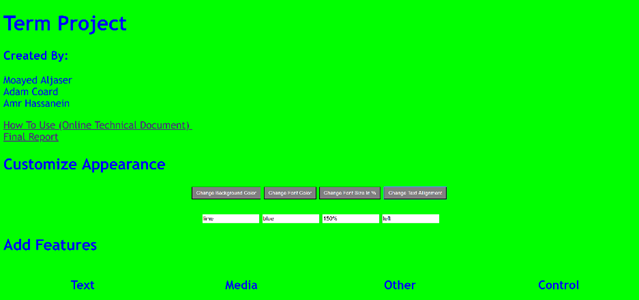 Term Project
Created By:
Moayed Aljaser
Adam Coard
Amr Hassanein
How To Use (Online Technical Document)
Final Report
Customize Appearance
Change Background Color Change Font Color Change Font Size in % Change Text Alignment
lime blue 150% left
Add Features
Text Media Other Control